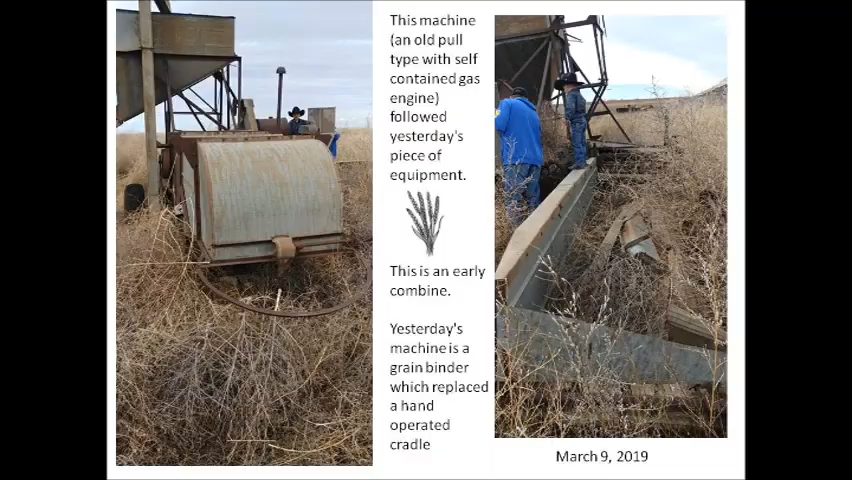 This machine
(an old pull
type with self
contained gas
engine)
followed
yesterday's
piece of
equipment.
This is an early
combine.
Yesterday's
machine is a
grain binder
which replaced
a hand
operated
cradle
March 9, 2019